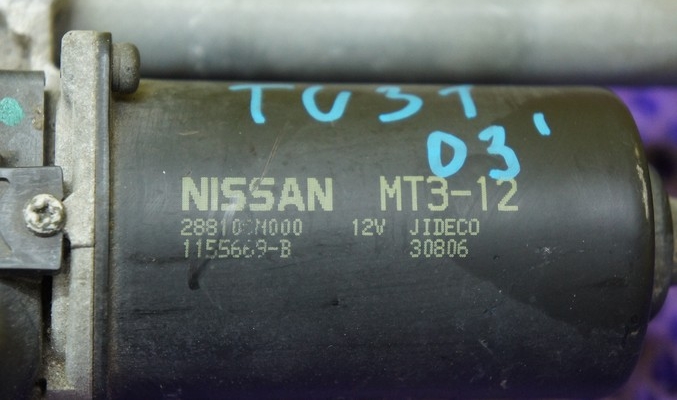 TU31
03'
NISSAN MT3-12
12V JIDECO
1155669-B 30806